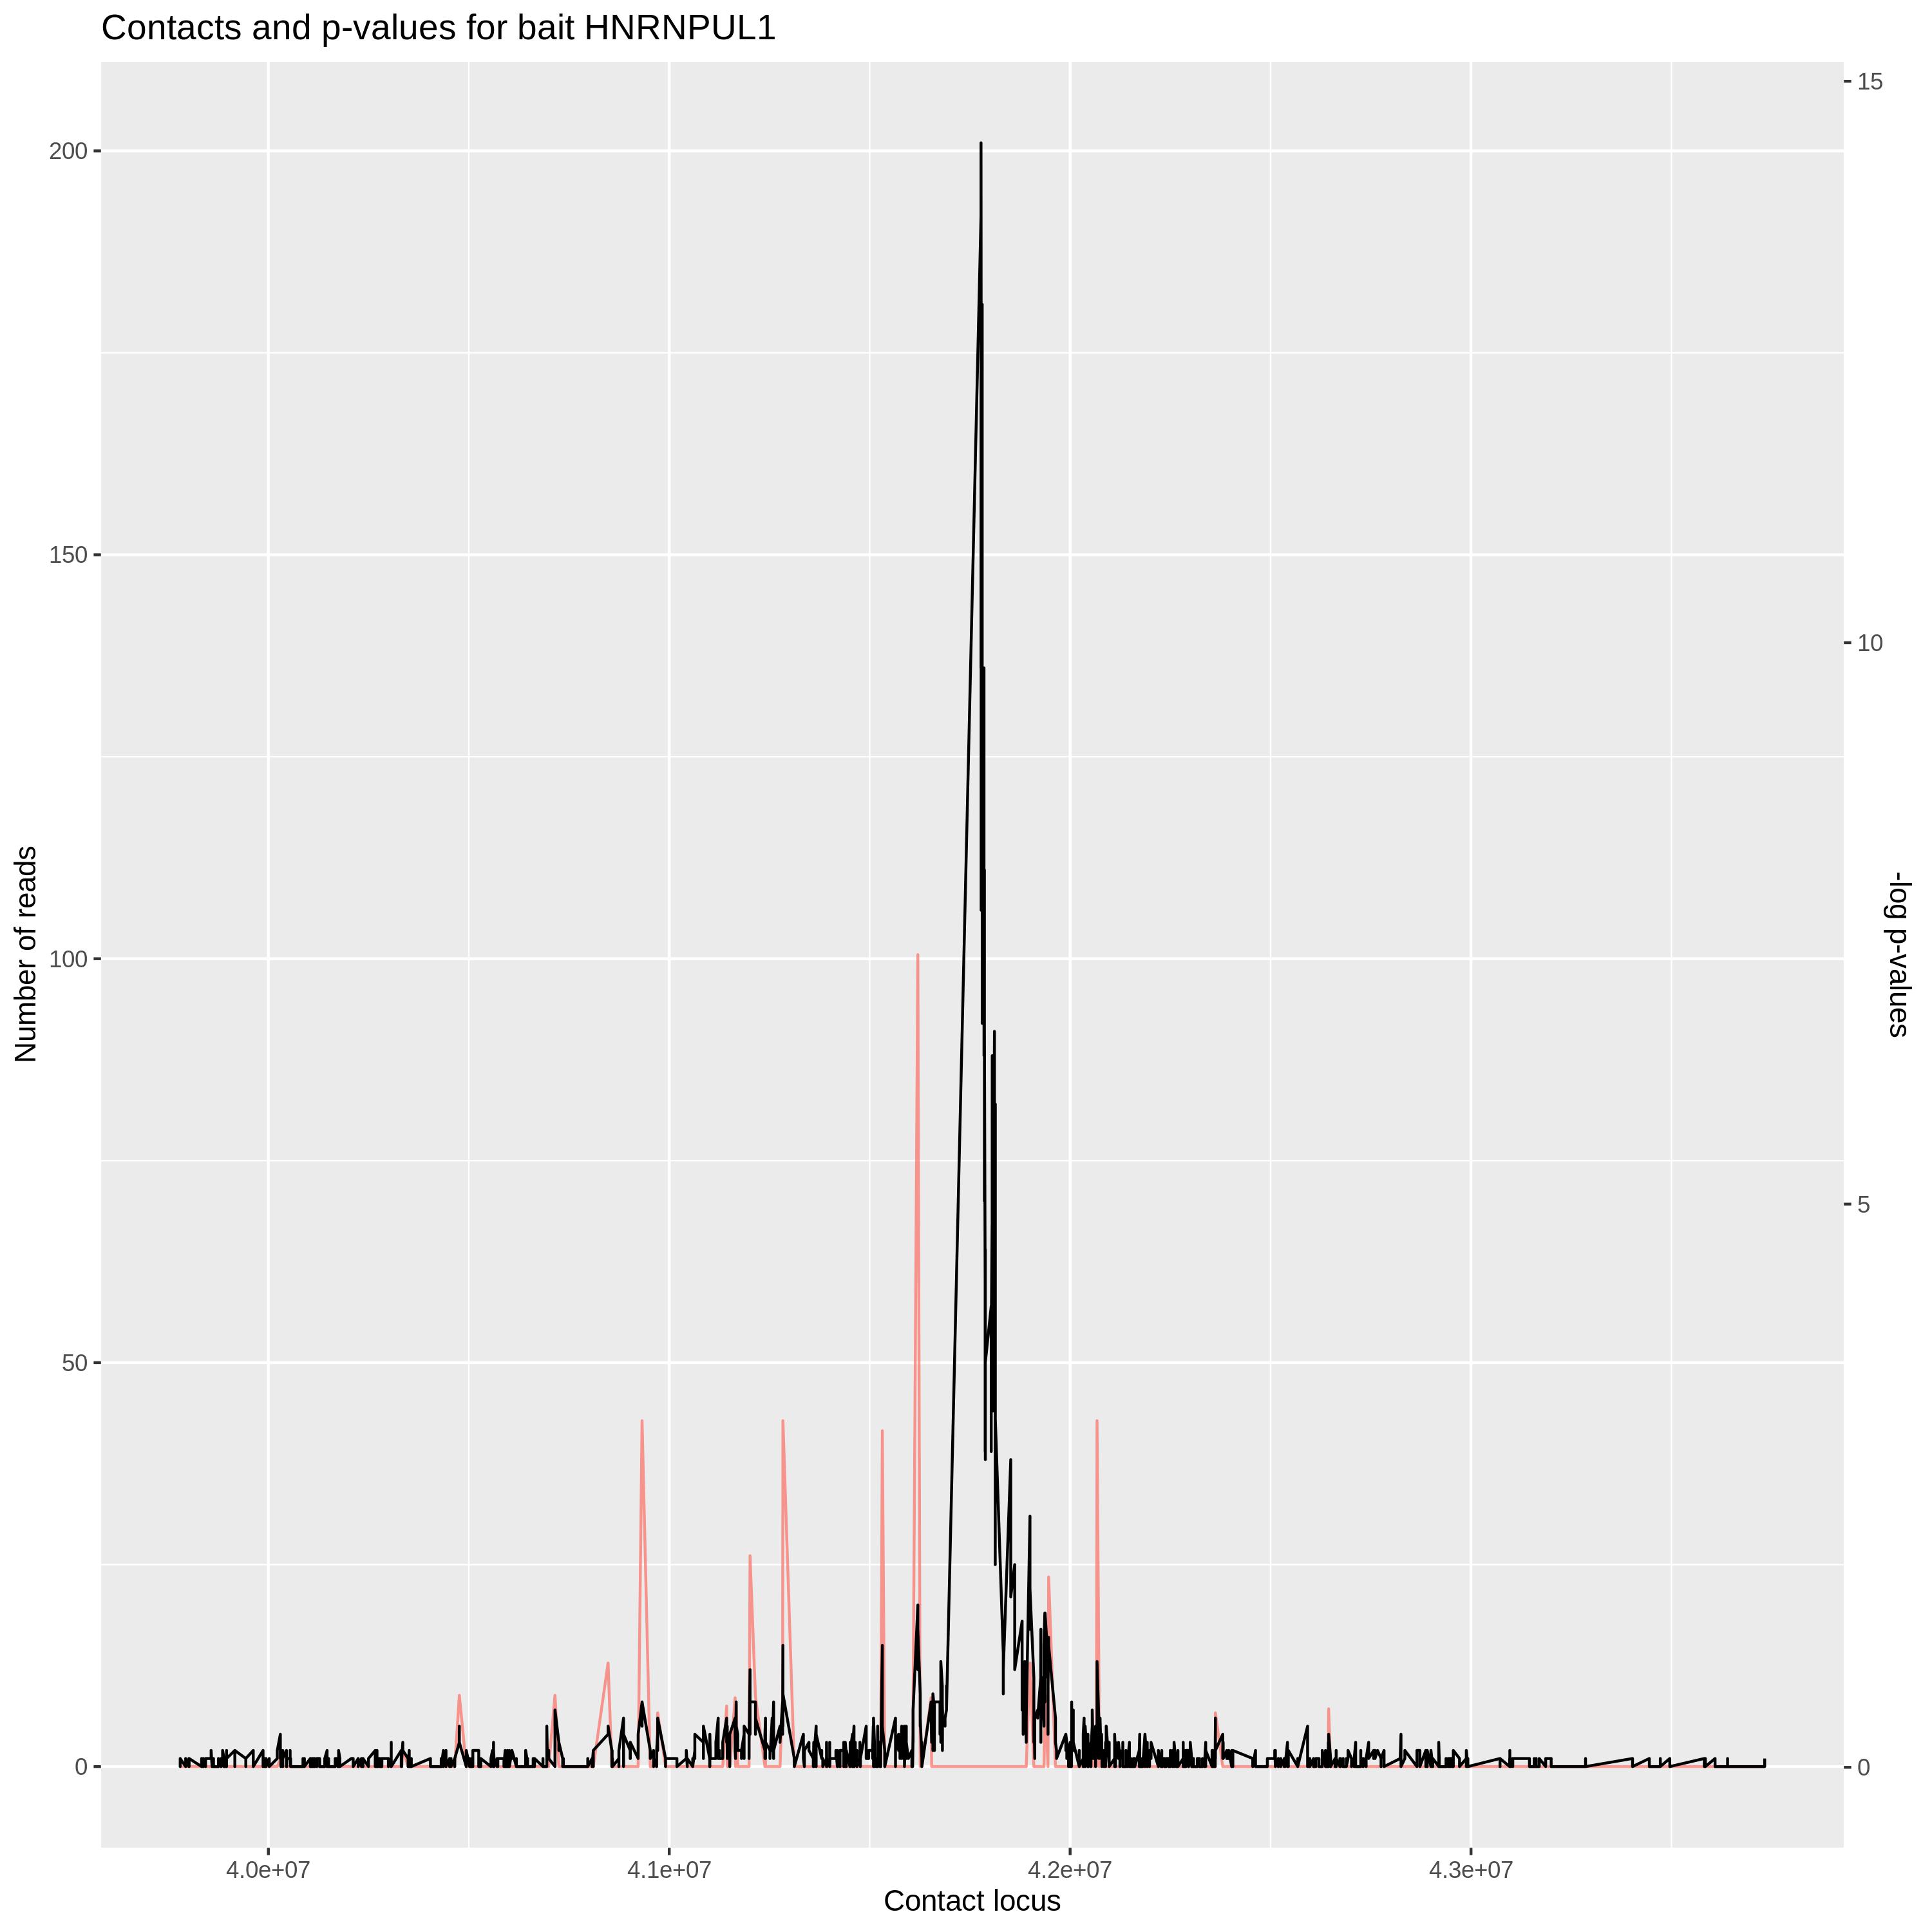 Contacts and p-values for bait HNRNPUL1
15
200
150
10
Number of reads
-log p-values
100
5
50
0
0
4.0e+07
4.1e+07
4.2e+07
4.3e+07
Contact locus